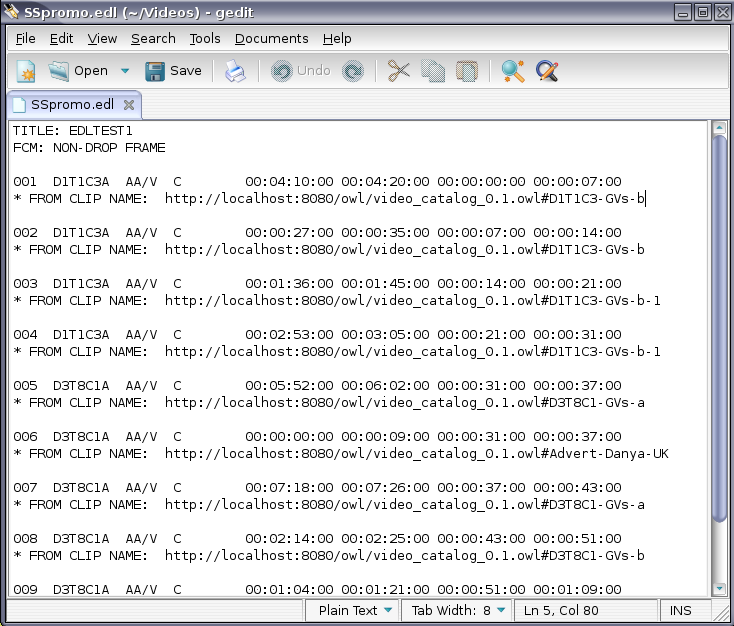 SSpromo.edl (~/Videos) - gedit
File Edit View Search Tools Documents Help
Open Save Undo
SSpromo.edl
TITLE: EDLTEST1
FCM: NON-DROP FRAME
001 D1T1C3A AA/V C 00:04:10:00 00:04:20:00 00:00:00:00 00:00:07:00
* FROM CLIP NAME: http://localhost:8080/owl/video_catalog_0.1.owl#D1T1C3-GVs-b
002 D1T1C3A AA/V C 00:00:27:00 00:00:35:00 00:00:07:00 00:00:14:00
* FROM CLIP NAME: http://localhost:8080/owl/video_catalog_0.1.owl#D1T1C3-GVs-b
003 D1T1C3A AA/V C 00:01:36:00 00:01:45:00 00:00:14:00 00:00:21:00
* FROM CLIP NAME: http://localhost:8080/owl/video_catalog_0.1.owl#D1T1C3-GVs-b-1
004 D1T1C3A AA/V C 00:02:53:00 00:03:05:00 00:00:21:00 00:00:31:00
* FROM CLIP NAME: http://localhost:8080/owl/video_catalog_0.1.owl#D1T1C3-GVs-b-1
005 D3T8C1A AA/V C 00:05:52:00 00:06:02:00 00:00:31:00 00:00:37:00
* FROM CLIP NAME: http://localhost:8080/owl/video_catalog_0.1.owl#D3T8C1-GVs-a
006 D3T8C1A AA/V C 00:00:00:00 00:00:09:00 00:00:31:00 00:00:37:00
* FROM CLIP NAME: http://localhost:8080/owl/video_catalog_0.1.owl#Advert-Danya-UK
007 D3T8C1A AA/V C 00:07:18:00 00:07:26:00 00:00:37:00 00:00:43:00
* FROM CLIP NAME: http://localhost:8080/owl/video_catalog_0.1.owl#D3T8C1-GVs-a
008 D3T8C1A AA/V C 00:02:14:00 00:02:25:00 00:00:43:00 00:00:51:00
* FROM CLIP NAME: http://localhost:8080/owl/video_catalog_0.1.owl#D3T8C1-GVs-b
009 D3T8C1A AA/V C 00:01:04:00 00:01:21:00 00:00:51:00 00:01:09:00
Plain Text Tab Width: 8 Ln 5, Col 80 INS